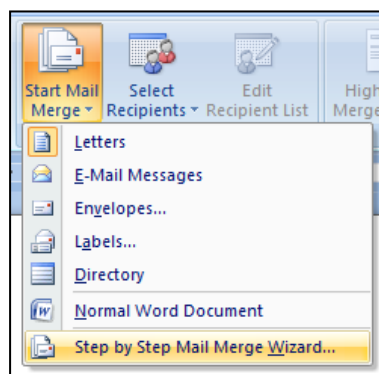 Start Mail Select Edit High
Merge Recipients Recipient List Merge
Letters
E-Mail Messages
Envelopes...
Labels...
Directory
Normal Word Document
Step by Step Mail Merge Wizard...